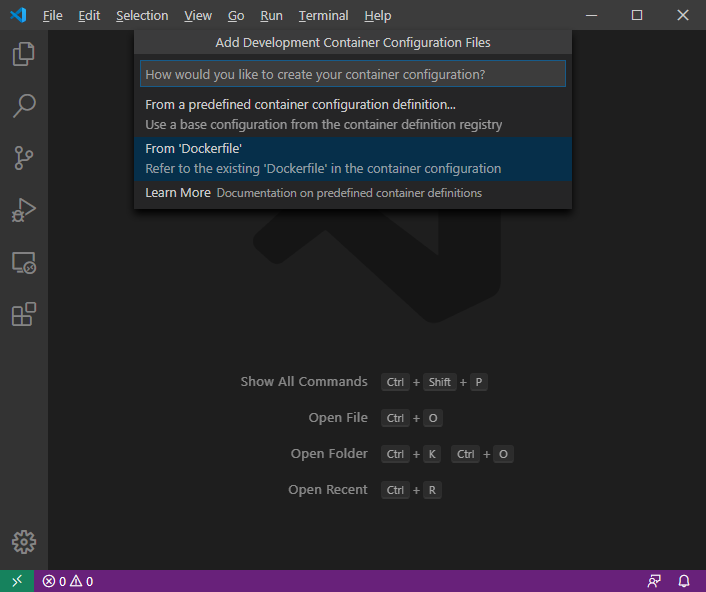 File Edit Selection View Go Run Terminal Help
Add Development Container Configuration Files
How would you like to create your container configuration?
From a predefined container configuration definition...
Use a base configuration from the container definition registry
From 'Dockerfile'
Refer to the existing 'Dockerfile' in the container configuration
Learn More Documentation on predefined container definitions
Show All Commands Ctrl + Shift + P
Open File Ctrl + O
Open Folder Ctrl + K Ctrl + O
Open Recent Ctrl + R
0 0